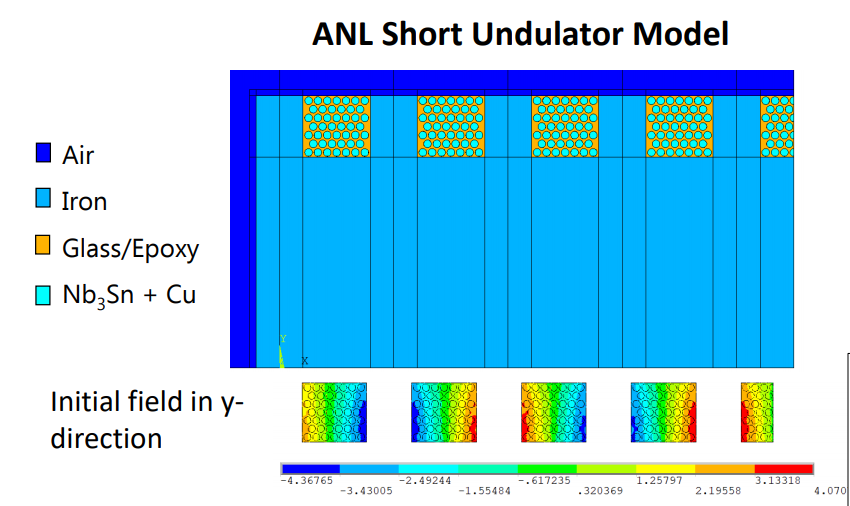 ANL Short Undulator Model
Air
Iron
Glass/Epoxy
Nb₃Sn + Cu
Y
X
Initial field in y-
direction
-4.36765 -2.49244 -.617235 1.25797 3.13318
-3.43005 -1.55484 .320369 2.19558 4.070